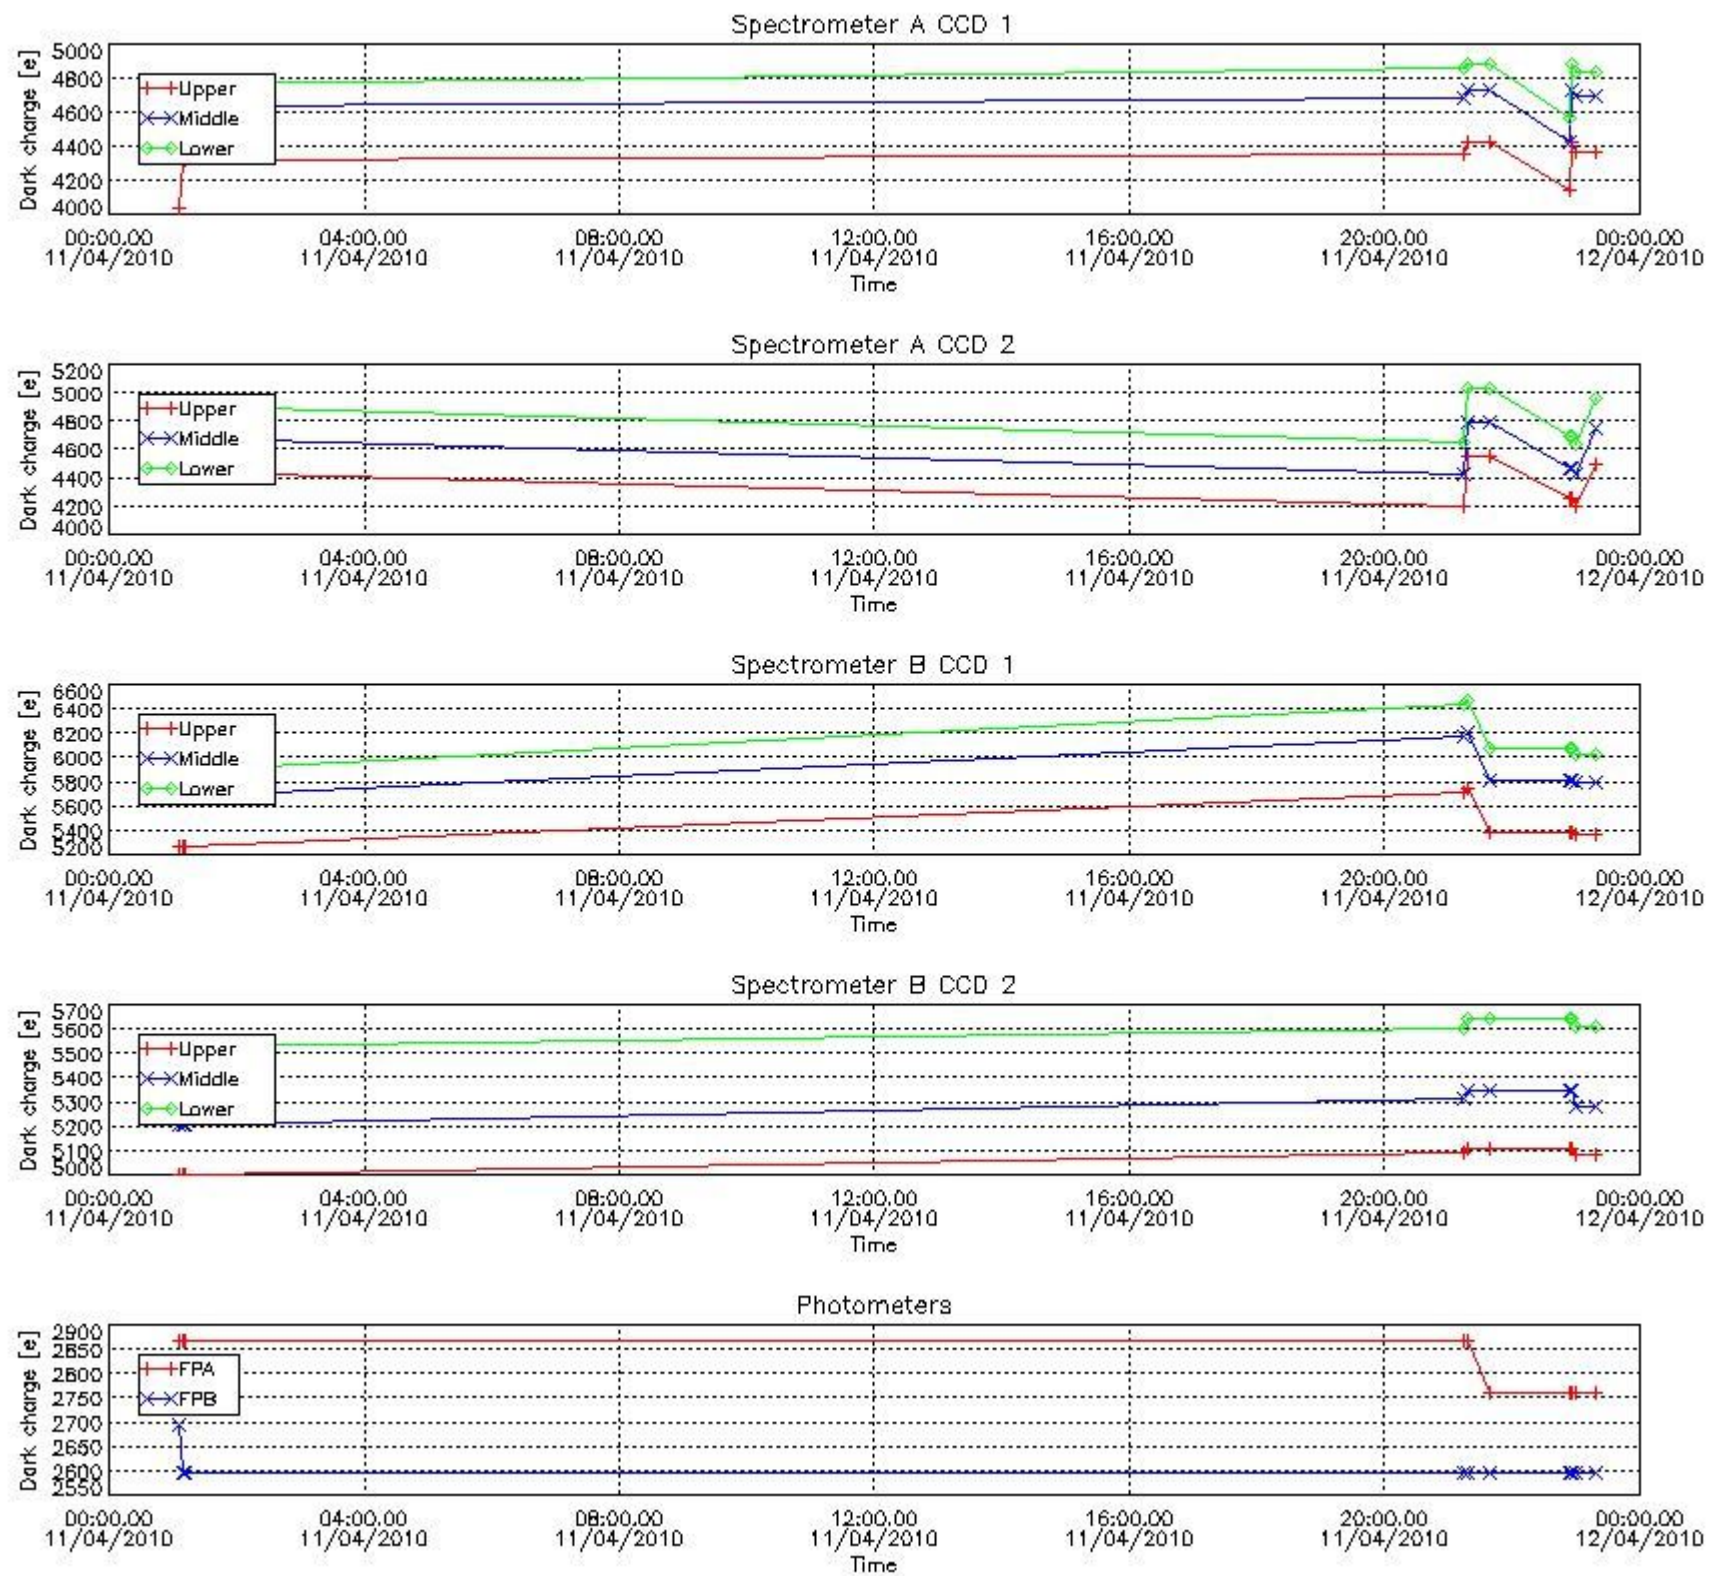 Spectrometer A CCD 1
Dark charge [e]
5000
4800
4600
4400
4200
4000
Upper
Middle
Lower
00:00.00 04:00.00 08:00.00 12:00.00 16:00.00 20:00.00 00:00.00
11/04/2010 11/04/2010 11/04/2010 11/04/2010 11/04/2010 11/04/2010 12/04/2010
Time
Spectrometer A CCD 2
Dark charge [e]
5200
5000
4800
4600
4400
4200
4000
Upper
Middle
Lower
00:00.00 04:00.00 08:00.00 12:00.00 16:00.00 20:00.00 00:00.00
11/04/2010 11/04/2010 11/04/2010 11/04/2010 11/04/2010 11/04/2010 12/04/2010
Time
Spectrometer B CCD 1
Dark charge [e]
6600
6400
6200
6000
5800
5600
5400
5200
Upper
Middle
Lower
00:00.00 04:00.00 08:00.00 12:00.00 16:00.00 20:00.00 00:00.00
11/04/2010 11/04/2010 11/04/2010 11/04/2010 11/04/2010 11/04/2010 12/04/2010
Time
Spectrometer B CCD 2
Dark charge [e]
5700
5600
5500
5400
5300
5200
5100
5000
Upper
Middle
Lower
00:00.00 04:00.00 08:00.00 12:00.00 16:00.00 20:00.00 00:00.00
11/04/2010 11/04/2010 11/04/2010 11/04/2010 11/04/2010 11/04/2010 12/04/2010
Time
Photometers
Dark charge [e]
2900
2850
2800
2750
2700
2650
2600
2550
FPA
FPB
00:00.00 04:00.00 08:00.00 12:00.00 16:00.00 20:00.00 00:00.00
11/04/2010 11/04/2010 11/04/2010 11/04/2010 11/04/2010 11/04/2010 12/04/2010
Time